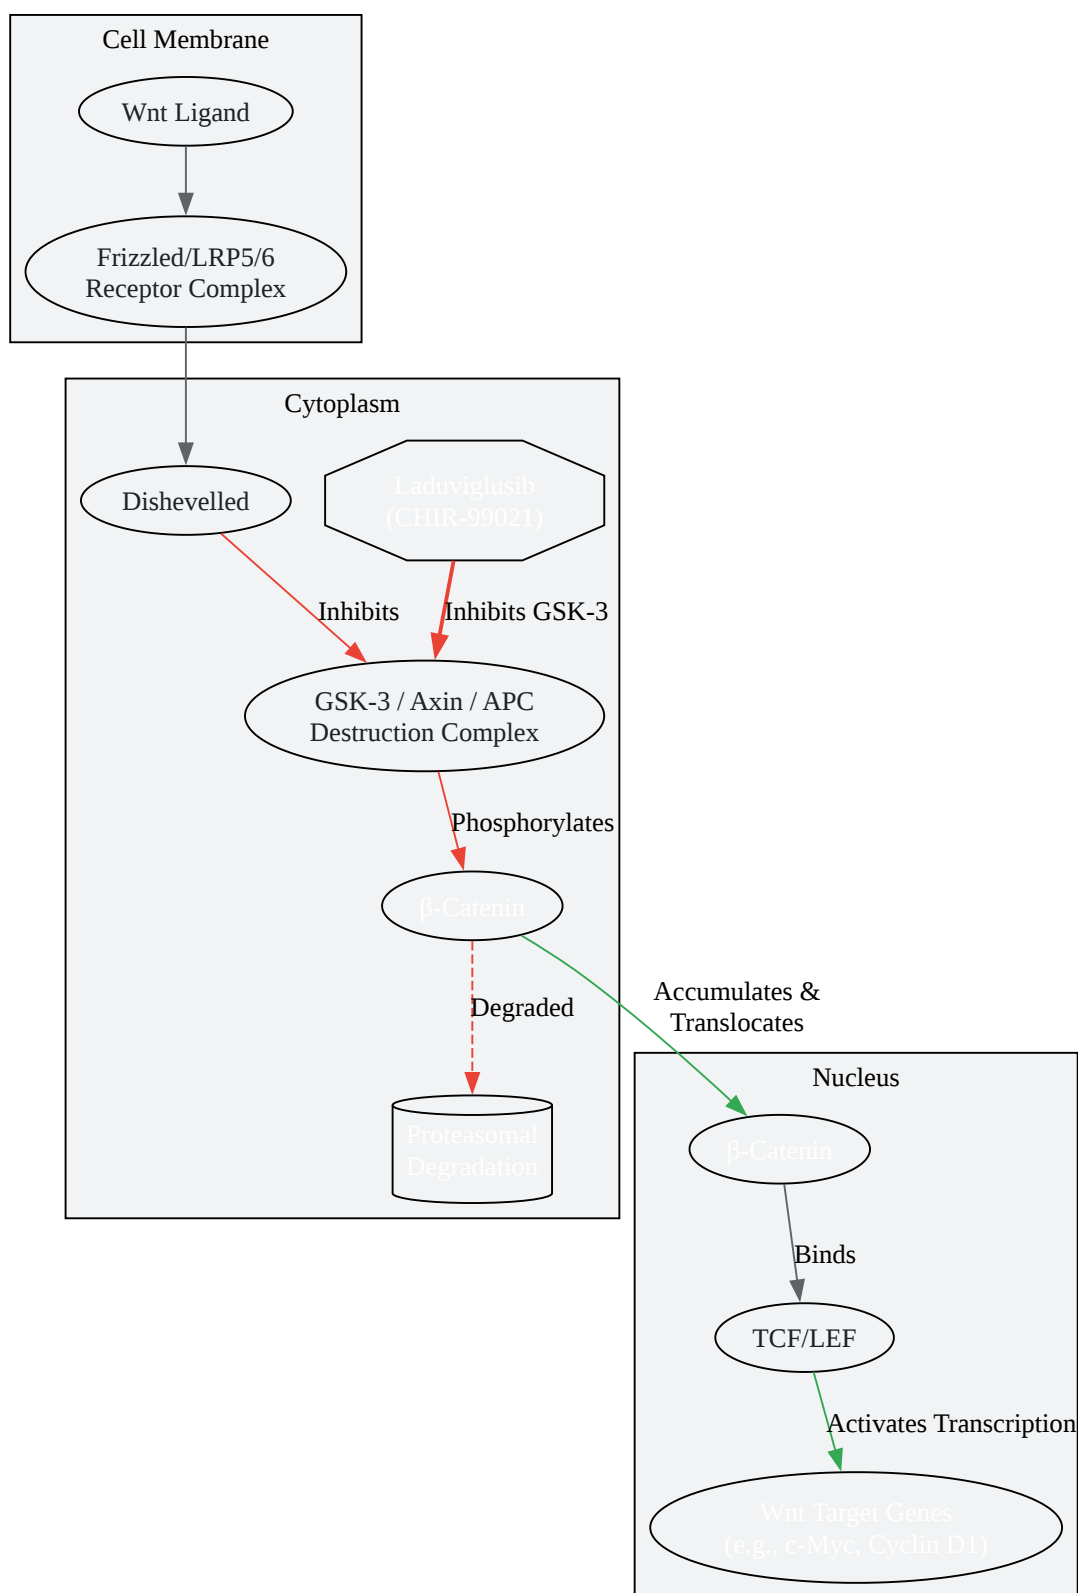 Cell Membrane
Wnt Ligand
Frizzled/LRP5/6
Receptor Complex
Cytoplasm
Dishevelled
Laduviglusib
(CHIR-99021)
Inhibits
Inhibits GSK-3
GSK-3 / Axin / APC
Destruction Complex
Phosphorylates
β-Catenin
Degraded
Accumulates &
Translocates
Proteasomal
Degradation
Nucleus
β-Catenin
Binds
TCF/LEF
Activates Transcription
Wnt Target Genes
(e.g., c-Myc, Cyclin D1)